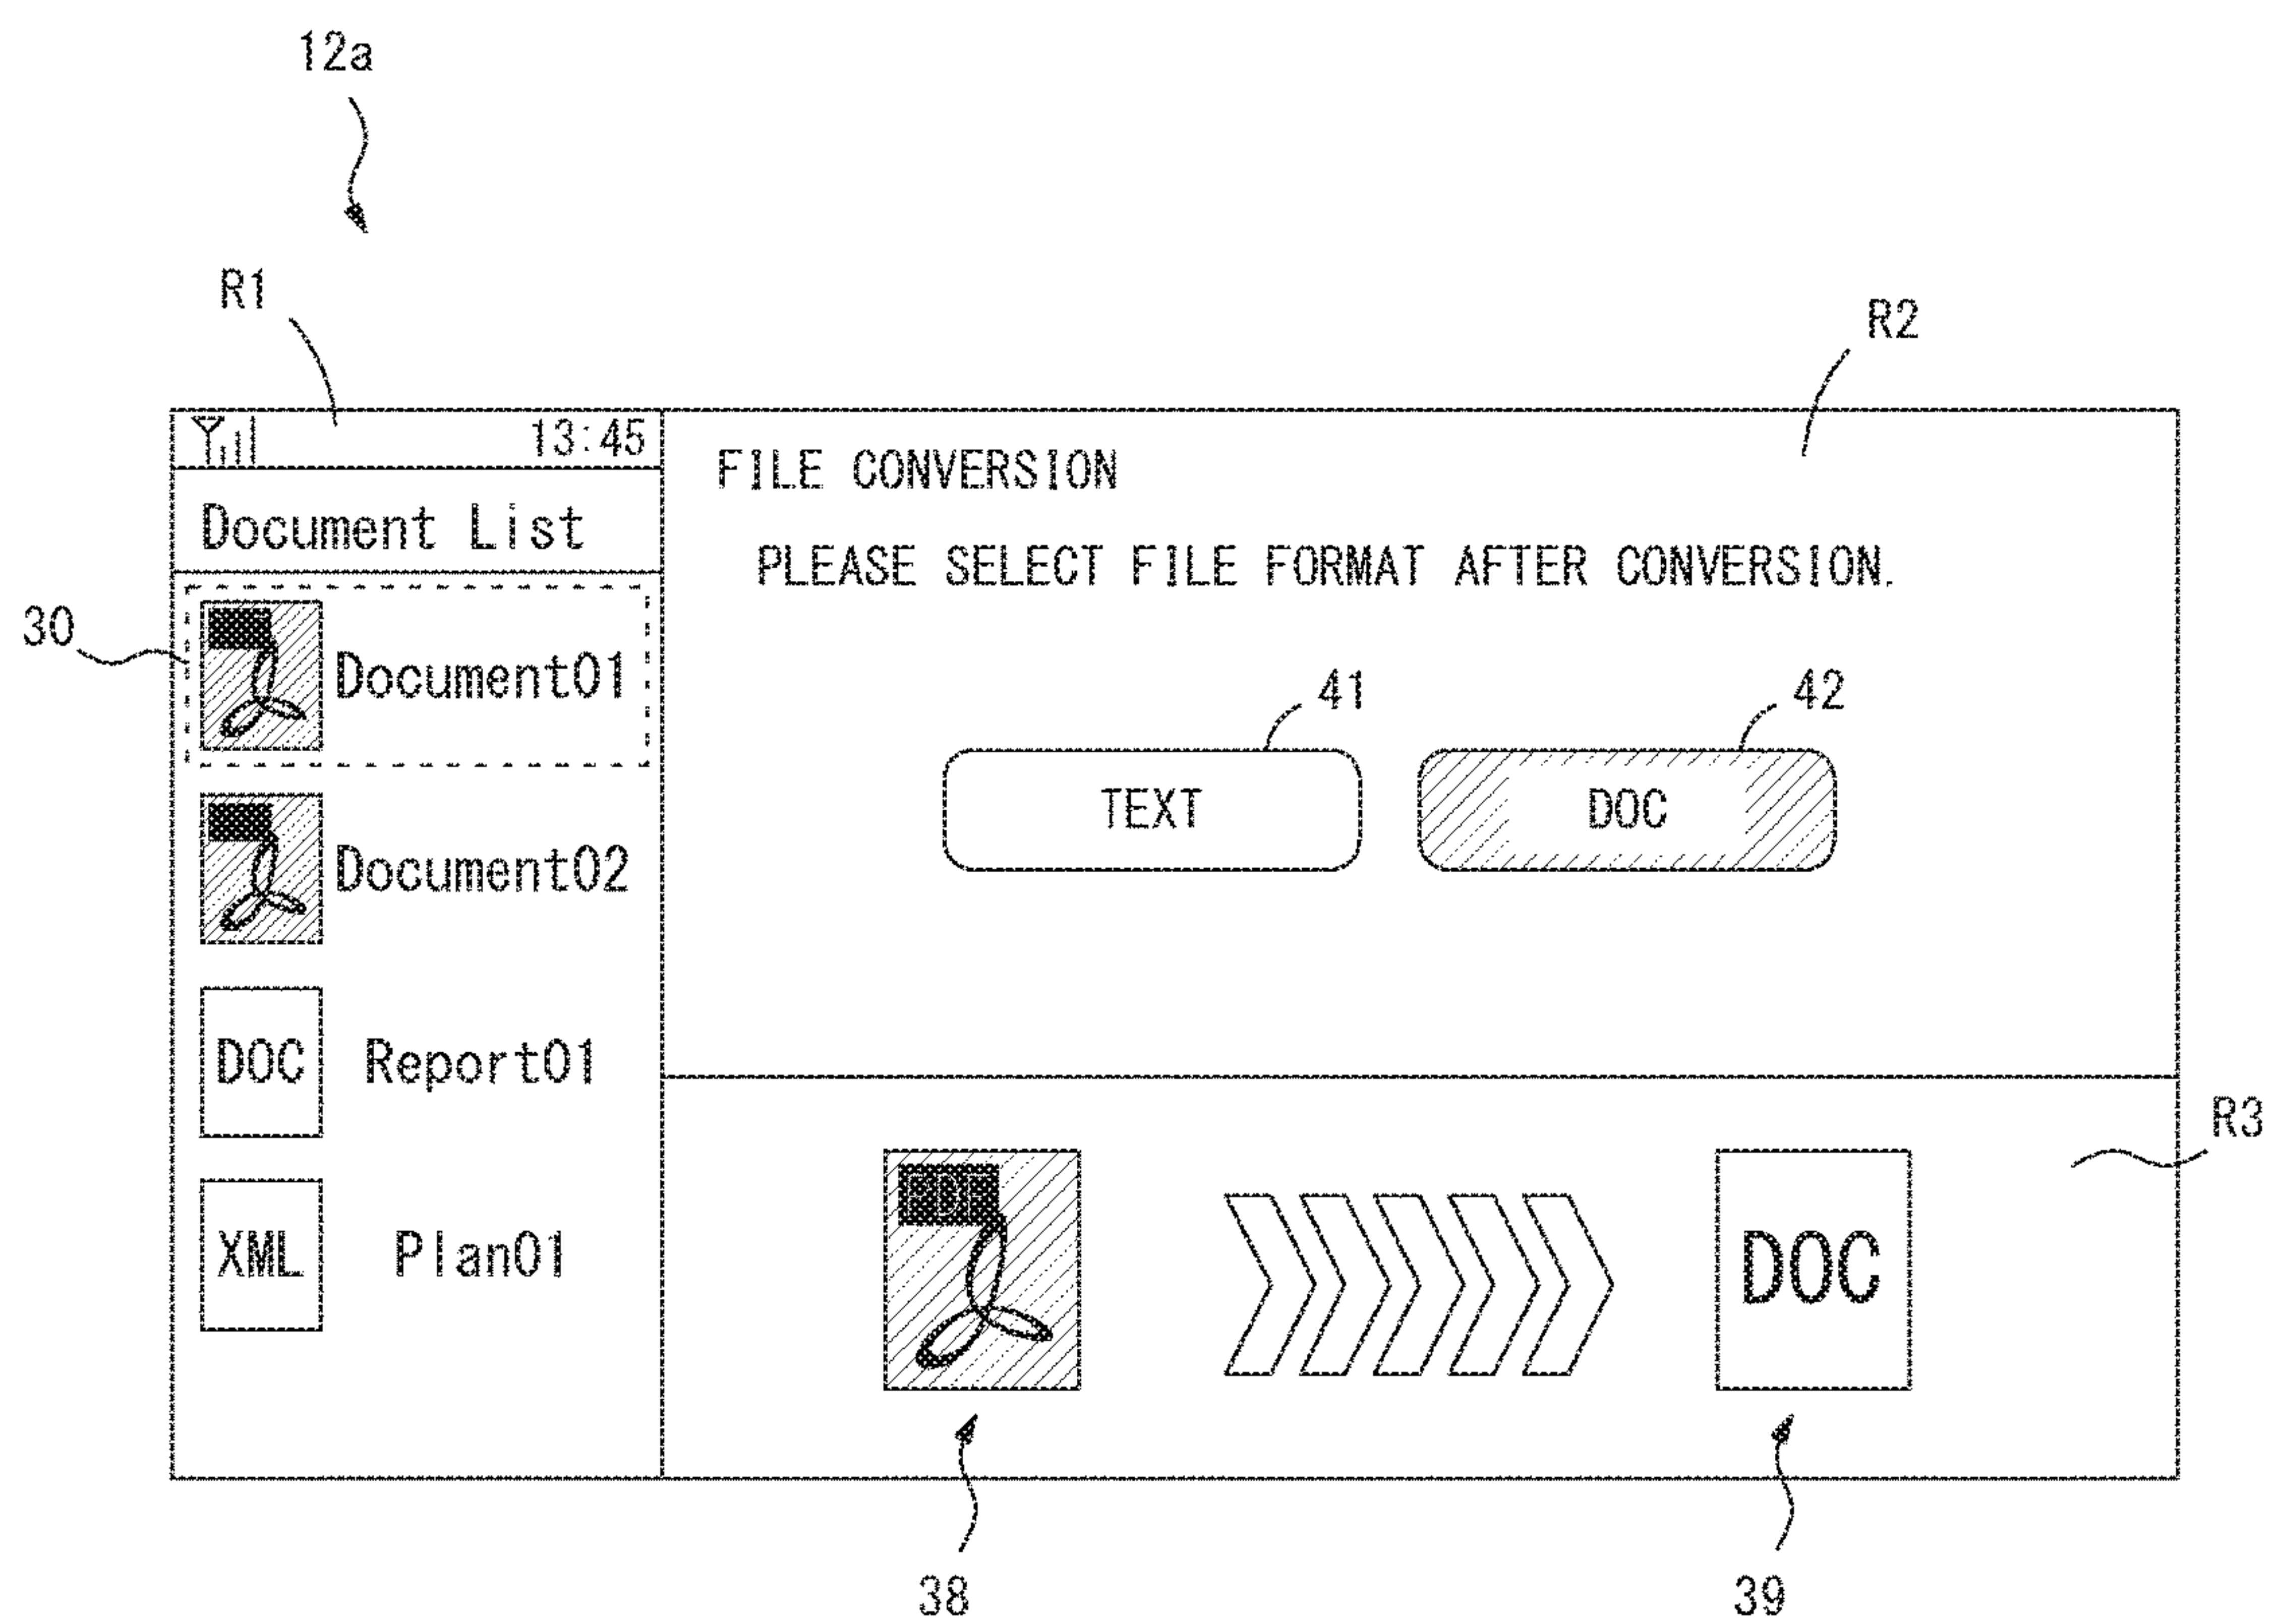 12a
R1
R2
13:45
FILE CONVERSION
Document List
PLEASE SELECT FILE FORMAT AFTER CONVERSION.
30
Document01
41
42
TEXT
DOC
Document02
DOC
Report01
R3
PDF
DOC
XML
Plan01
38
39